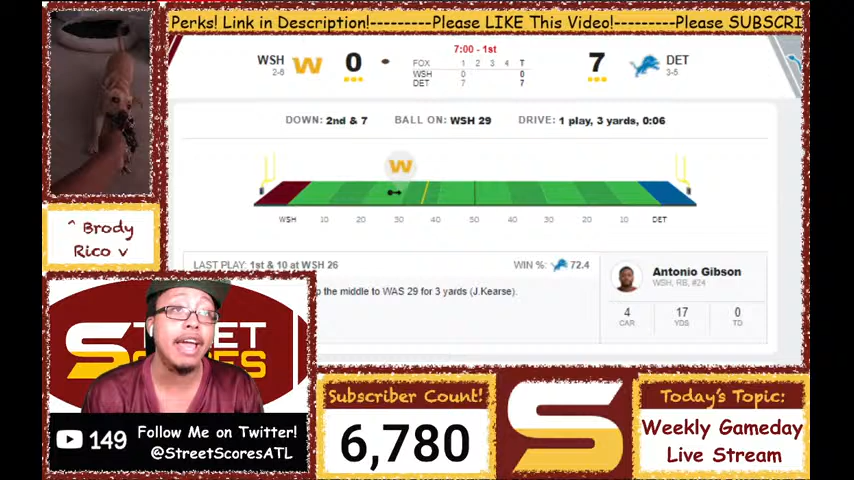 Perks! Link in Description!---------Please LIKE This Video!---------Please SUBSCRI
WSH
2-6
W
0
7:00 - 1st
FOX 1 2 3 4 T
WSH 0 0
DET 7 7
7
DET
3-5
DOWN: 2nd & 7 BALL ON: WSH 29 DRIVE: 1 play, 3 yards, 0:06
W
WSH 10 20 30 40 50 40 30 20 10 DET
^ Brody
Rico v
LAST PLAY: 1st & 10 at WSH 26
WIN %: 72.4
p the middle to WAS 29 for 3 yards (J.Kearse).
Antonio Gibson
WSH, RB, #24
4 17 0
CAR YDS TD
149
Follow Me on Twitter!
@StreetScoresATL
Subscriber Count!
6,780
S
Today's Topic:
Weekly Gameday
Live Stream